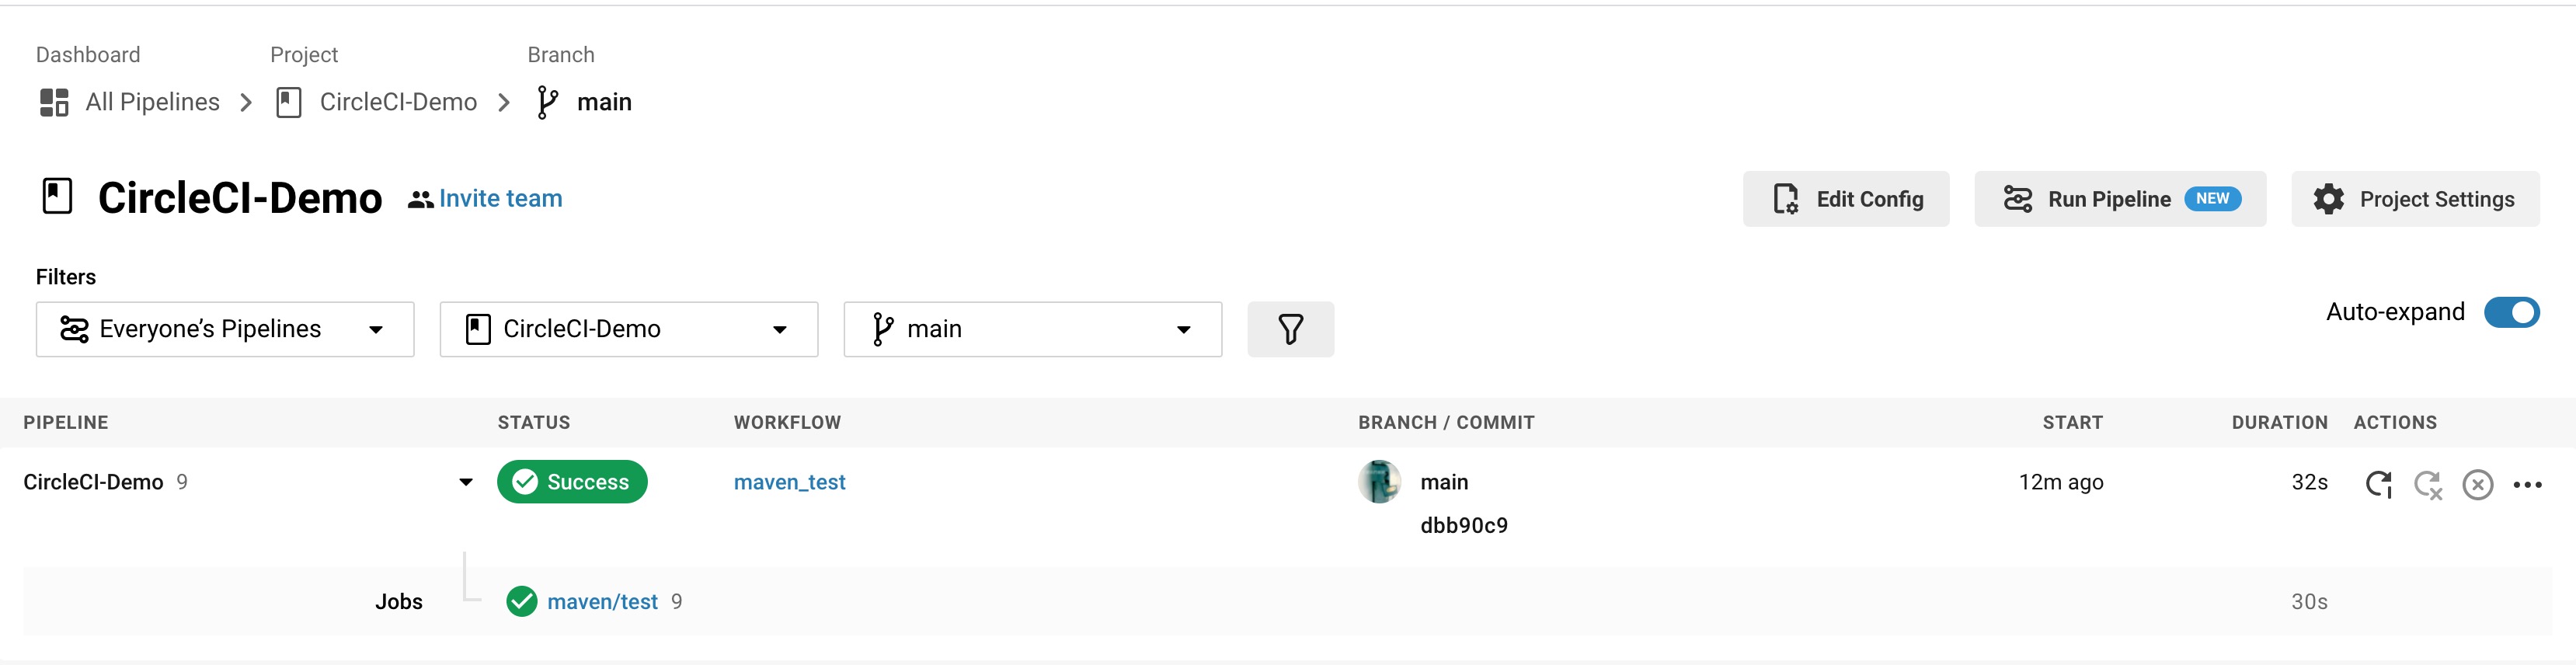 Dashboard Project Branch
All Pipelines CircleCI-Demo main
CircleCI-Demo Invite team Edit Config Run Pipeline NEW Project Settings
Filters
Everyone’s Pipelines CircleCI-Demo main Auto-expand
PIPELINE STATUS WORKFLOW BRANCH / COMMIT START DURATION ACTIONS
CircleCI-Demo 9 Success maven_test main 12m ago 32s
dbb90c9
Jobs maven/test 9 30s